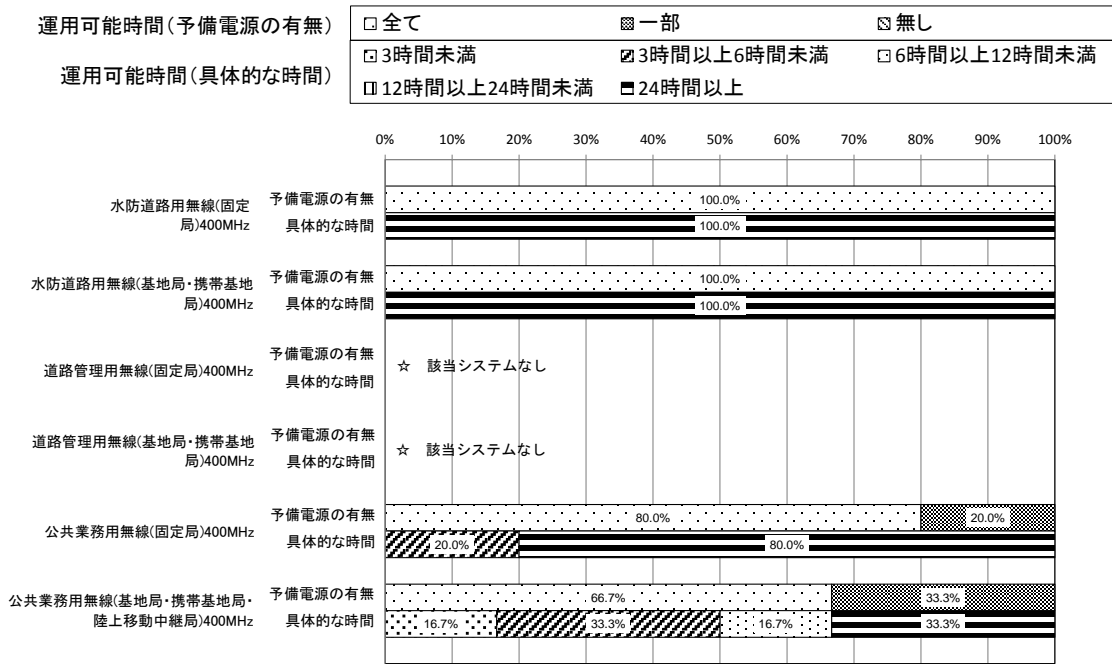 運用可能時間(予備電源の有無)
全て 一部 無し
運用可能時間(具体的な時間)
3時間未満 3時間以上6時間未満 6時間以上12時間未満
12時間以上24時間未満 24時間以上
0% 10% 20% 30% 40% 50% 60% 70% 80% 90% 100%
水防道路用無線(固定
局)400MHz
予備電源の有無 100.0%
具体的な時間 100.0%
水防道路用無線(基地局・携帯基地
局)400MHz
予備電源の有無 100.0%
具体的な時間 100.0%
道路管理用無線(固定局)400MHz
予備電源の有無
具体的な時間
☆ 該当システムなし
道路管理用無線(基地局・携帯基地
局)400MHz
予備電源の有無
具体的な時間
☆ 該当システムなし
公共業務用無線(固定局)400MHz
予備電源の有無 80.0% 20.0%
具体的な時間 20.0% 80.0%
公共業務用無線(基地局・携帯基地局・
陸上移動中継局)400MHz
予備電源の有無 66.7% 33.3%
具体的な時間 16.7% 33.3% 16.7% 33.3%